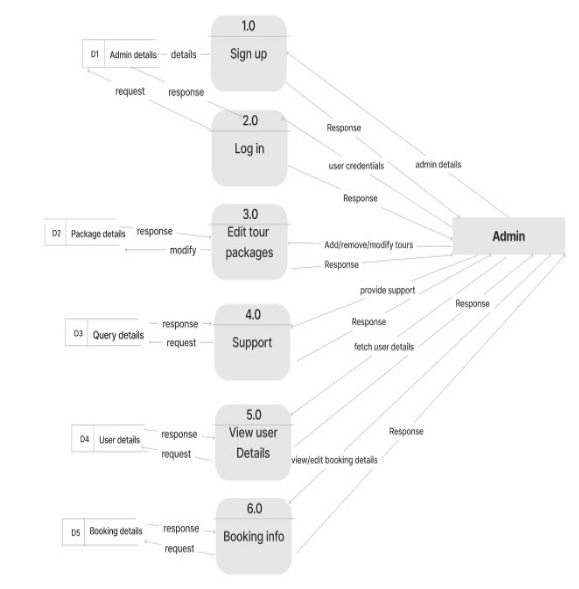 1.0
Sign up
D1 Admin details
details
request
response
2.0
Log in
Response
user credentials
admin details
Response
3.0
Edit tour
packages
D2 Package details
response
modify
Add/remove/modify tours
Response
Admin
provide support
Response
Response
4.0
Support
D3 Query details
response
request
fetch user details
5.0
View user
Details
D4 User details
response
request
Response
view/edit booking details
6.0
Booking info
D5 Booking details
response
request